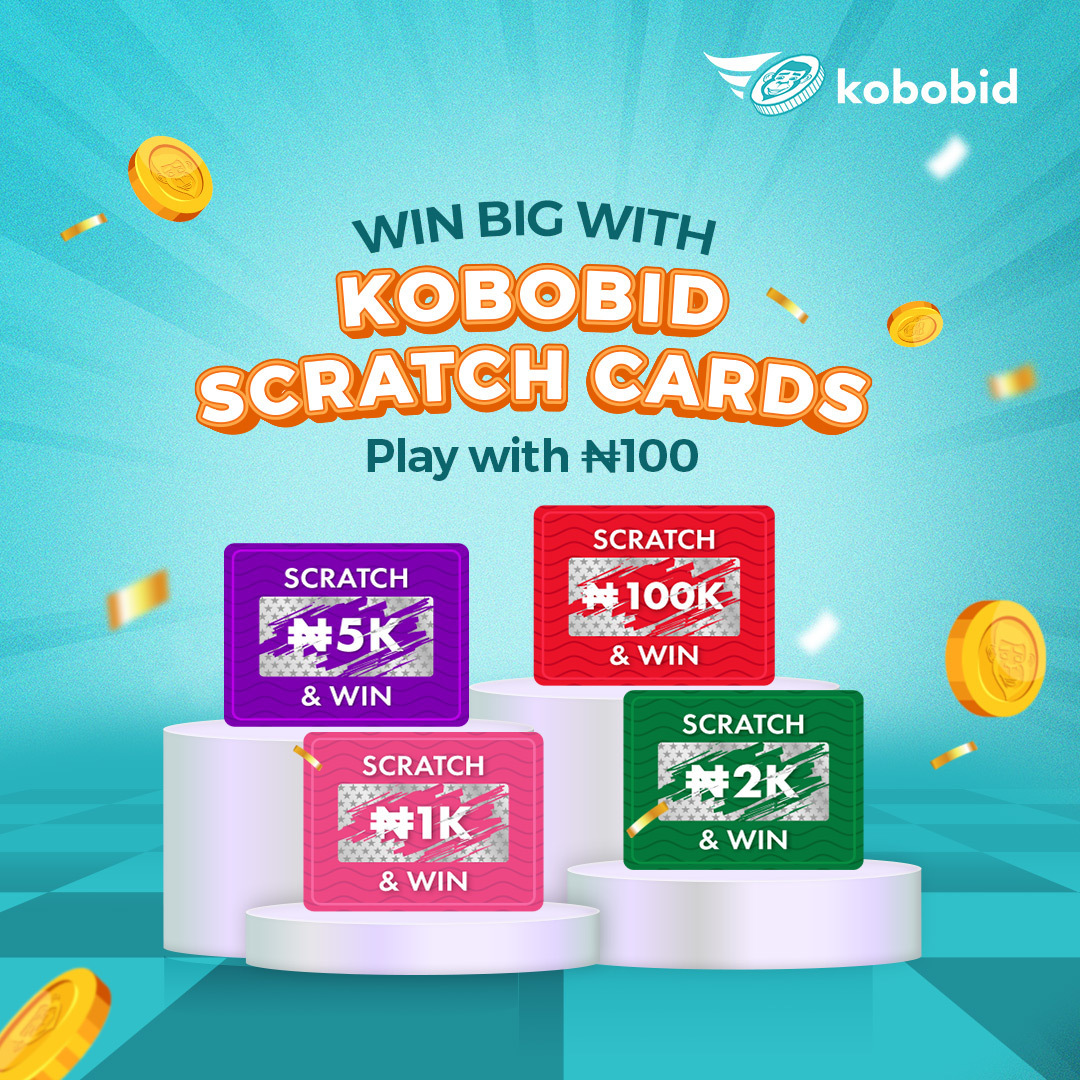 kobobid
WIN BIG WITH
KOBOBID
SCRATCH CARDS
Play with ₦100
SCRATCH
₦5K
& WIN
SCRATCH
₦100K
& WIN
SCRATCH
₦1K
& WIN
SCRATCH
₦2K
& WIN